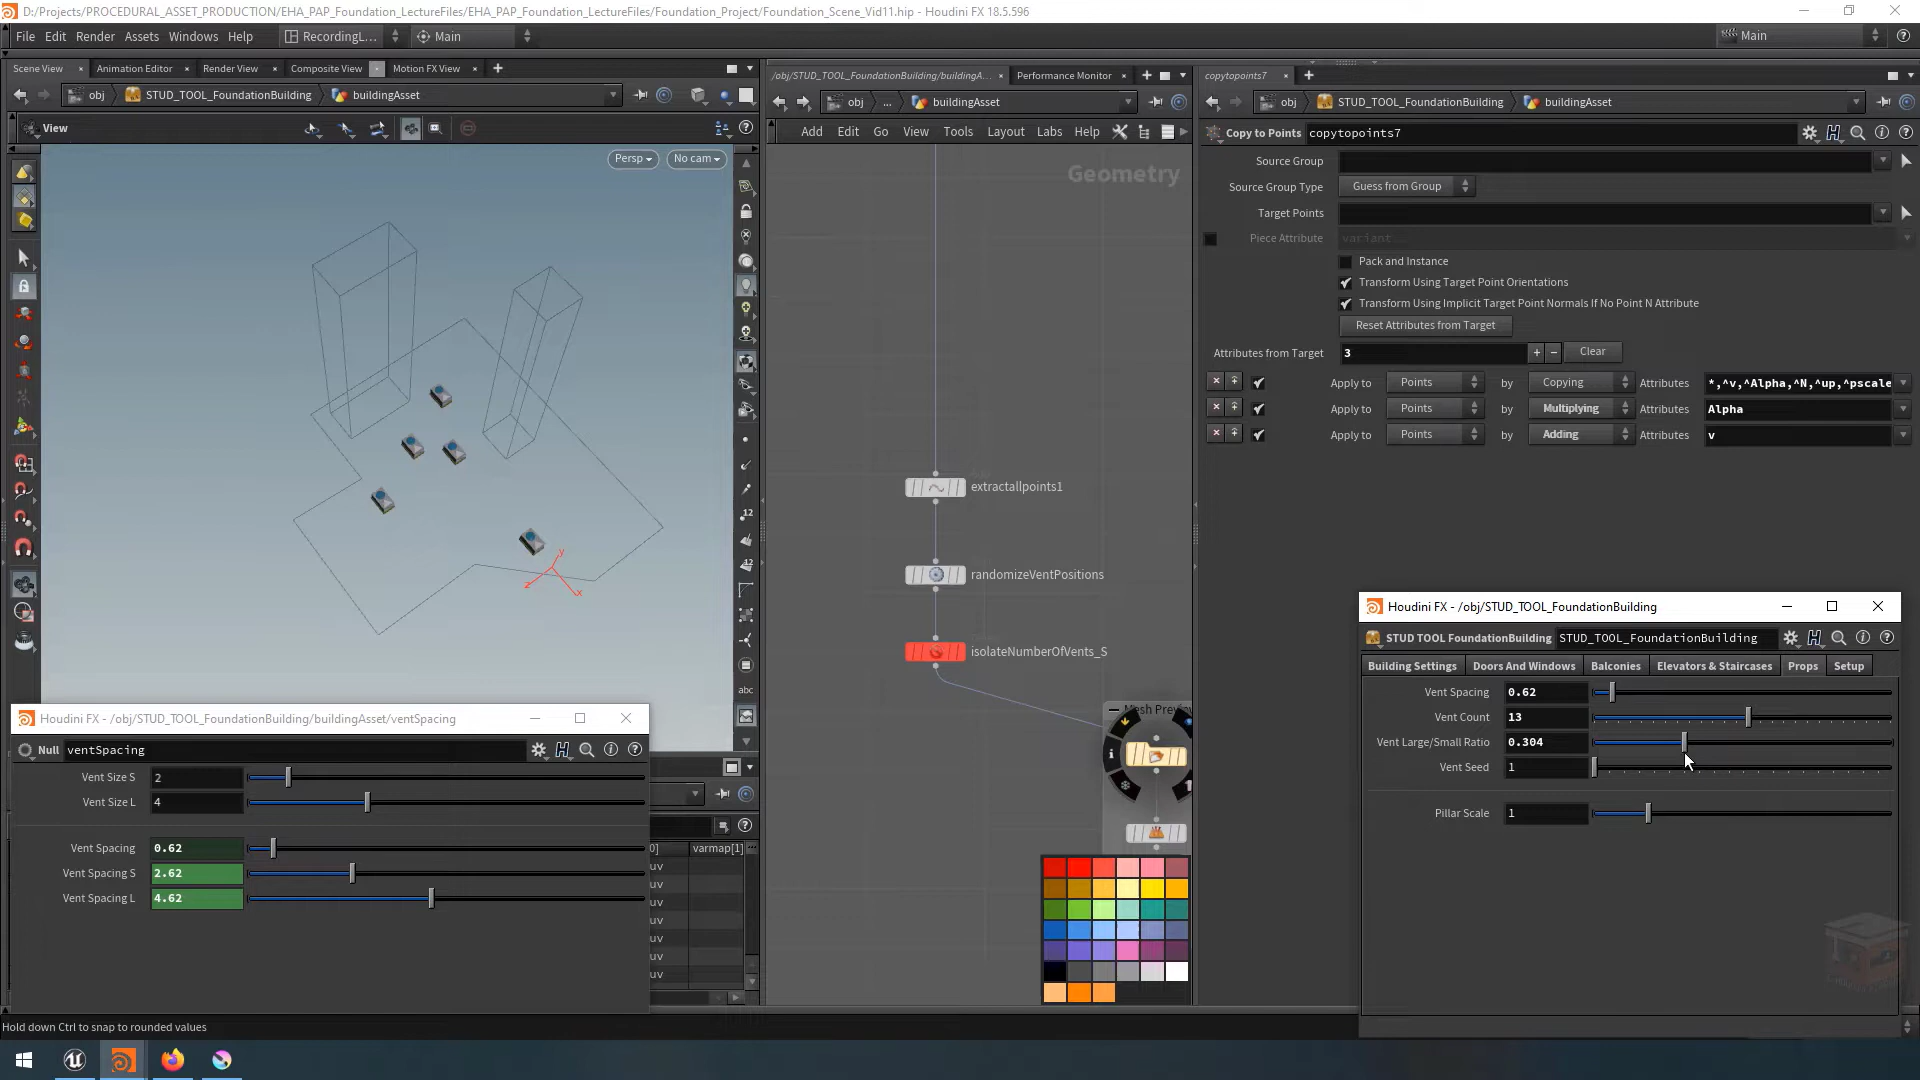 D:/Projects/PROCEDURAL_ASSET_PRODUCTION/EHA_PAP_Foundation_LectureFiles/EHA_PAP_Foundation_LectureFiles/Foundation_Project/Foundation_Scene_Vid11.hip - Houdini FX 18.5.596
File Edit Render Assets Windows Help RecordingL... Main Main
Scene View Animation Editor Render View Composite View Motion FX View
obj STUD_TOOL_FoundationBuilding buildingAsset
View
Persp No cam
12
12
abc
z x y
/obj/STUD_TOOL_FoundationBuilding/buildingA... Performance Monitor
obj ... buildingAsset
Add Edit Go View Tools Layout Labs Help
Geometry
extractallpoints1
randomizeVentPositions
isolateNumberOfVents_S
copytopoints7
obj STUD_TOOL_FoundationBuilding buildingAsset
Copy to Points copytopoints7
Source Group
Source Group Type Guess from Group
Target Points
Piece Attribute variant
Pack and Instance
Transform Using Target Point Orientations
Transform Using Implicit Target Point Normals If No Point N Attribute
Reset Attributes from Target
Attributes from Target 3 + - Clear
Apply to Points by Copying Attributes *,^v,^Alpha,^N,^up,^pscale
Apply to Points by Multiplying Attributes Alpha
Apply to Points by Adding Attributes v
Houdini FX - /obj/STUD_TOOL_FoundationBuilding
STUD TOOL FoundationBuilding STUD_TOOL_FoundationBuilding
Building Settings Doors And Windows Balconies Elevators & Staircases Props Setup
Vent Spacing 0.62
Vent Count 13
Vent Large/Small Ratio 0.304
Vent Seed 1
Pillar Scale 1
Houdini FX - /obj/STUD_TOOL_FoundationBuilding/buildingAsset/ventSpacing
Null ventSpacing
Vent Size S 2
Vent Size L 4
Vent Spacing 0.62
Vent Spacing S 2.62
Vent Spacing L 4.62
0] varmap[1]
uv
uv
uv
uv
uv
uv
uv
Hold down Ctrl to snap to rounded values